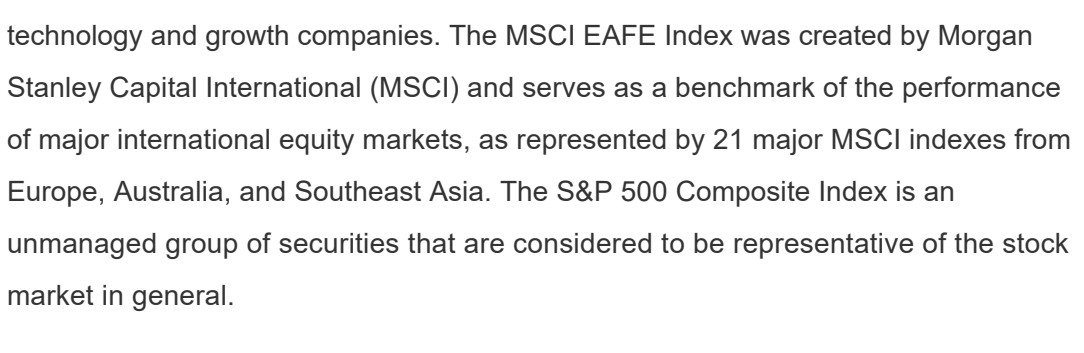 technology and growth companies. The MSCI EAFE Index was created by Morgan
Stanley Capital International (MSCI) and serves as a benchmark of the performance
of major international equity markets, as represented by 21 major MSCI indexes from
Europe, Australia, and Southeast Asia. The S&P 500 Composite Index is an
unmanaged group of securities that are considered to be representative of the stock
market in general.